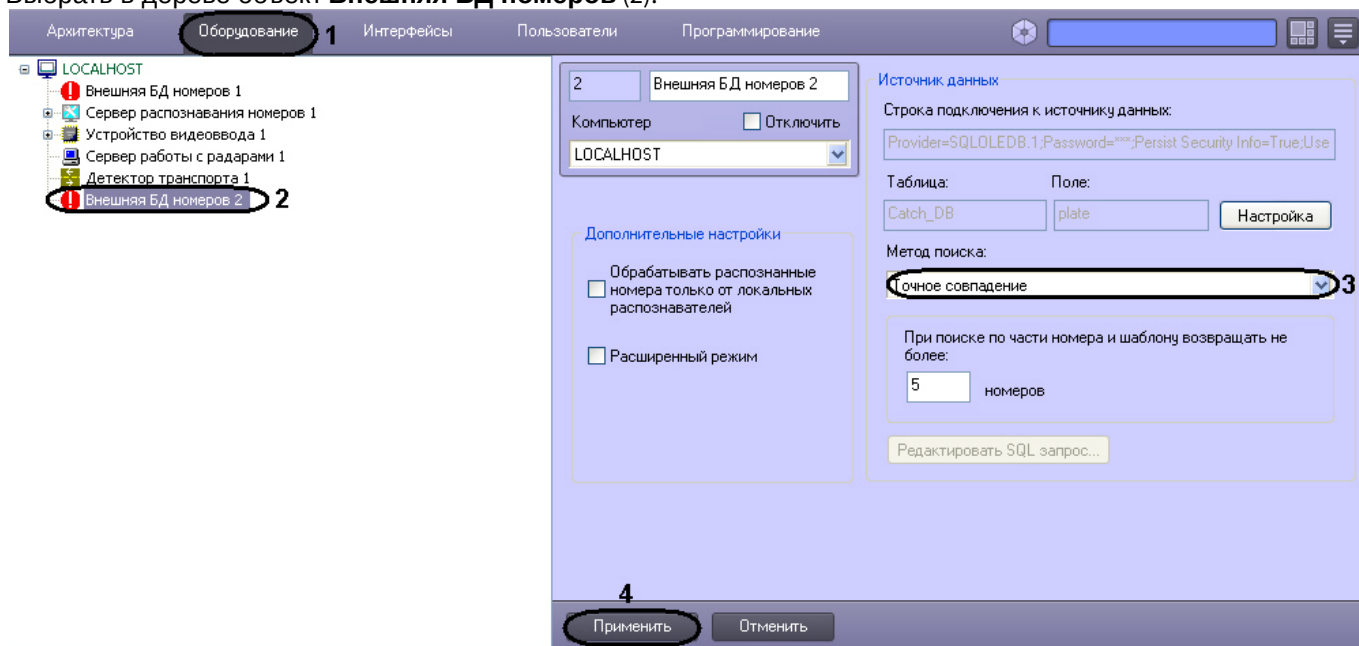 Выбрать в дереве объект Внешняя БД номеров (2).
Архитектура Оборудование 1 Интерфейсы Пользователи Программирование
LOCALHOST
Внешняя БД номеров 1
Сервер распознавания номеров 1
Устройство видеоввода 1
Сервер работы с радарами 1
Детектор транспорта 1
Внешняя БД номеров 2 2
2 Внешняя БД номеров 2
Компьютер Отключить
LOCALHOST
Дополнительные настройки
Обрабатывать распознанные
номера только от локальных
распознавателей
Расширенный режим
Источник данных
Строка подключения к источнику данных:
Provider=SQLOLEDB.1;Password=***;Persist Security Info=True;Use
Таблица: Поле:
Catch_DB plate Настройка
Метод поиска:
Точное совпадение 3
При поиске по части номера и шаблону возвращать не
более:
5 номеров
Редактировать SQL запрос...
4
Применить Отменить